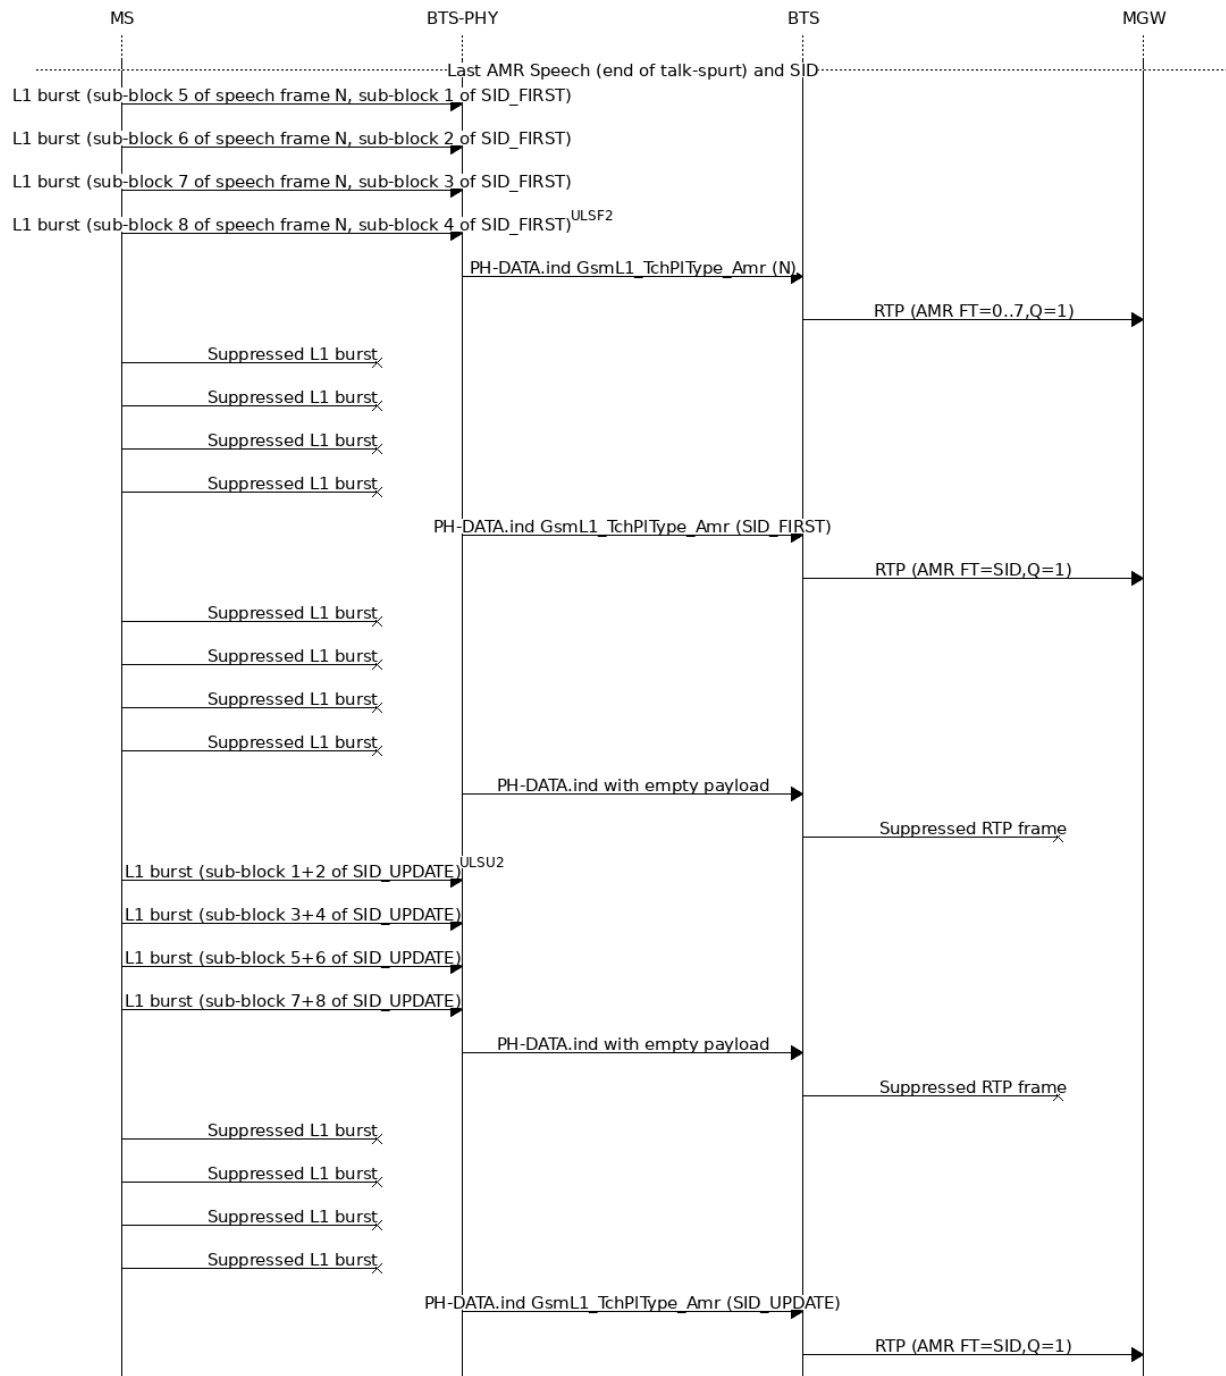 MS BTS-PHY BTS MGW
Last AMR Speech (end of talk-spurt) and SID
L1 burst (sub-block 5 of speech frame N, sub-block 1 of SID_FIRST)
L1 burst (sub-block 6 of speech frame N, sub-block 2 of SID_FIRST)
L1 burst (sub-block 7 of speech frame N, sub-block 3 of SID_FIRST)
L1 burst (sub-block 8 of speech frame N, sub-block 4 of SID_FIRST) ULSF2
PH-DATA.ind GsmL1_TchPlType_Amr (N)
RTP (AMR FT=0..7,Q=1)
Suppressed L1 burst
Suppressed L1 burst
Suppressed L1 burst
Suppressed L1 burst
PH-DATA.ind GsmL1_TchPlType_Amr (SID_FIRST)
RTP (AMR FT=SID,Q=1)
Suppressed L1 burst
Suppressed L1 burst
Suppressed L1 burst
Suppressed L1 burst
PH-DATA.ind with empty payload
Suppressed RTP frame
L1 burst (sub-block 1+2 of SID_UPDATE) ULSU2
L1 burst (sub-block 3+4 of SID_UPDATE)
L1 burst (sub-block 5+6 of SID_UPDATE)
L1 burst (sub-block 7+8 of SID_UPDATE)
PH-DATA.ind with empty payload
Suppressed RTP frame
Suppressed L1 burst
Suppressed L1 burst
Suppressed L1 burst
Suppressed L1 burst
PH-DATA.ind GsmL1_TchPlType_Amr (SID_UPDATE)
RTP (AMR FT=SID,Q=1)